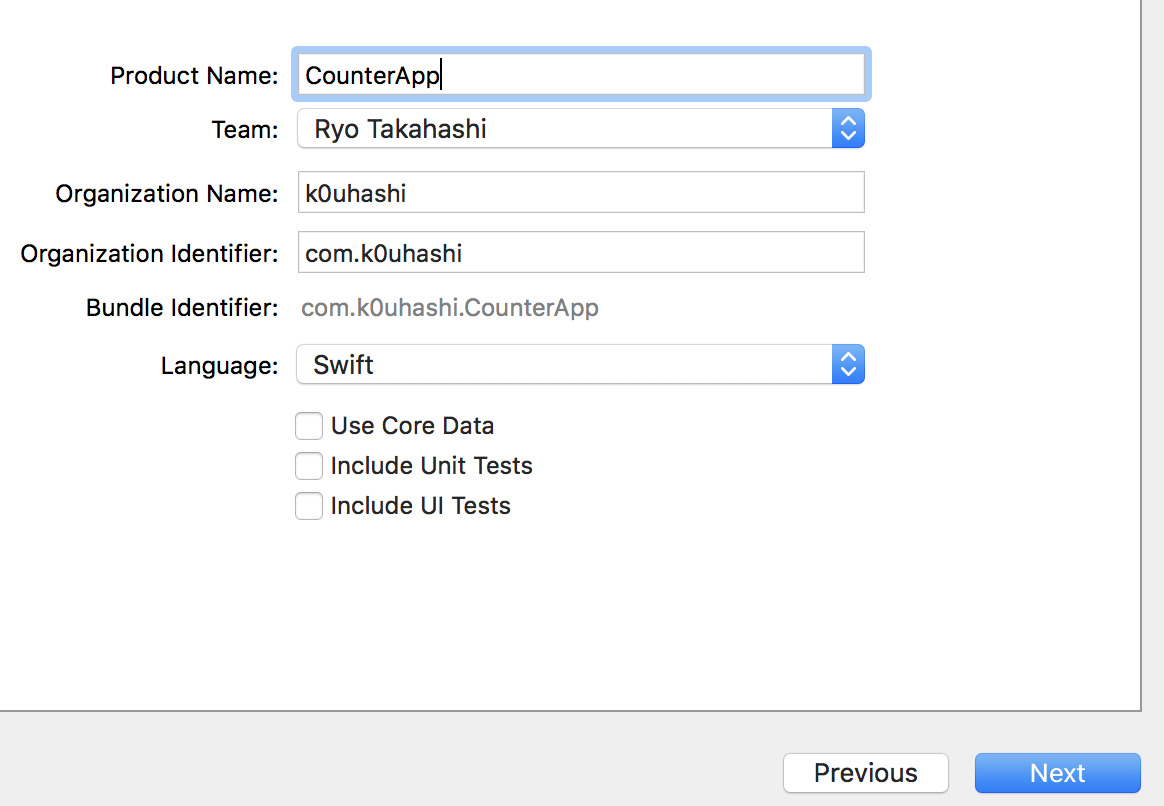 Product Name: CounterApp
Team: Ryo Takahashi
Organization Name: k0uhashi
Organization Identifier: com.k0uhashi
Bundle Identifier: com.k0uhashi.CounterApp
Language: Swift
Use Core Data
Include Unit Tests
Include UI Tests
Previous Next